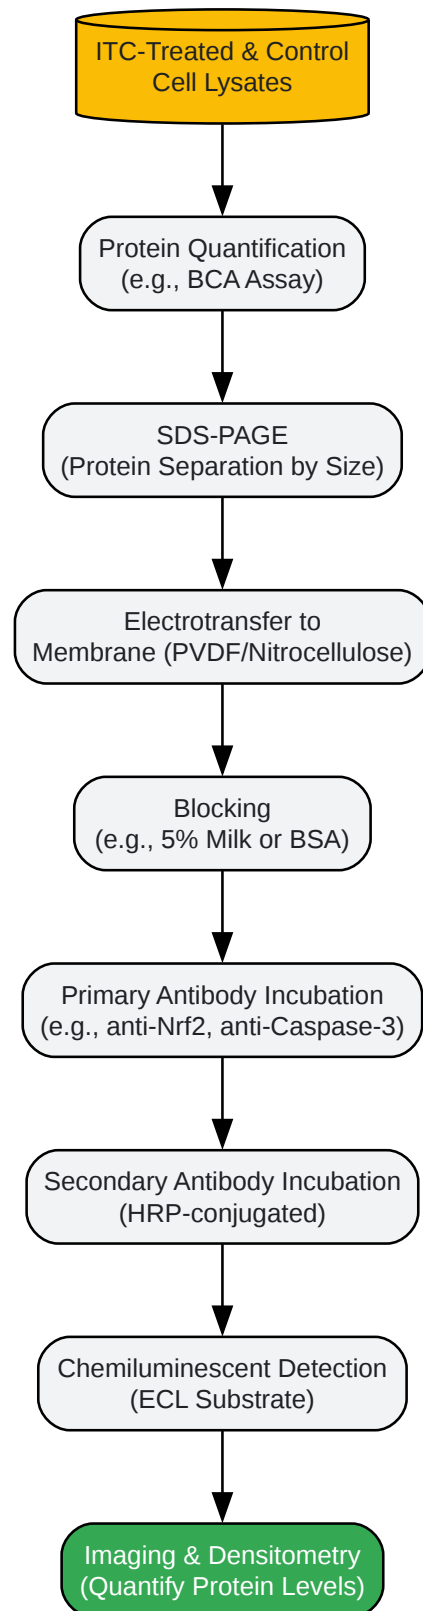 ITC-Treated & Control
Cell Lysates
Protein Quantification
(e.g., BCA Assay)
SDS-PAGE
(Protein Separation by Size)
Electrotransfer to
Membrane (PVDF/Nitrocellulose)
Blocking
(e.g., 5% Milk or BSA)
Primary Antibody Incubation
(e.g., anti-Nrf2, anti-Caspase-3)
Secondary Antibody Incubation
(HRP-conjugated)
Chemiluminescent Detection
(ECL Substrate)
Imaging & Densitometry
(Quantify Protein Levels)